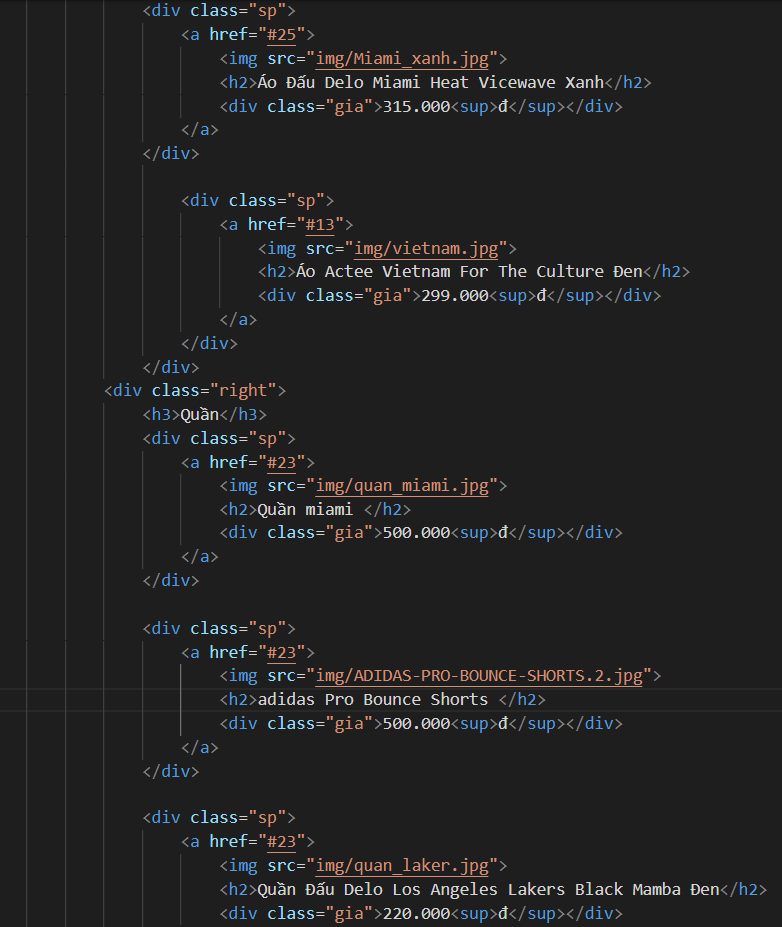 <div class="sp">
<a href="#25">
<img src="img/Miami_xanh.jpg">
<h2>Áo Đấu Delo Miami Heat Vicewave Xanh</h2>
<div class="gia">315.000<sup>đ</sup></div>
</a>
</div>
<div class="sp">
<a href="#13">
<img src="img/vietnam.jpg">
<h2>Áo Actee Vietnam For The Culture Đen</h2>
<div class="gia">299.000<sup>đ</sup></div>
</a>
</div>
</div>
<div class="right">
<h3>Quần</h3>
<div class="sp">
<a href="#23">
<img src="img/quan_miami.jpg">
<h2>Quần miami </h2>
<div class="gia">500.000<sup>đ</sup></div>
</a>
</div>
<div class="sp">
<a href="#23">
<img src="img/ADIDAS-PRO-BOUNCE-SHORTS.2.jpg">
<h2>adidas Pro Bounce Shorts </h2>
<div class="gia">500.000<sup>đ</sup></div>
</a>
</div>
<div class="sp">
<a href="#23">
<img src="img/quan_laker.jpg">
<h2>Quần Đấu Delo Los Angeles Lakers Black Mamba Đen</h2>
<div class="gia">220.000<sup>đ</sup></div>